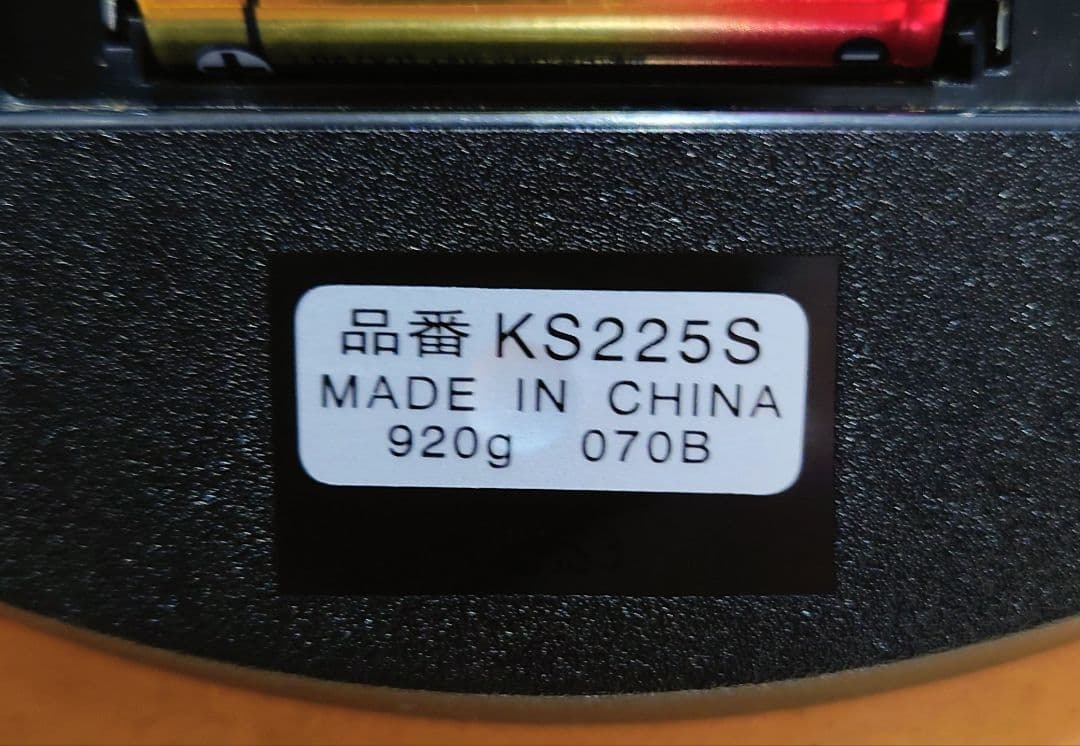 品番 KS225S
MADE IN CHINA
920g 070B